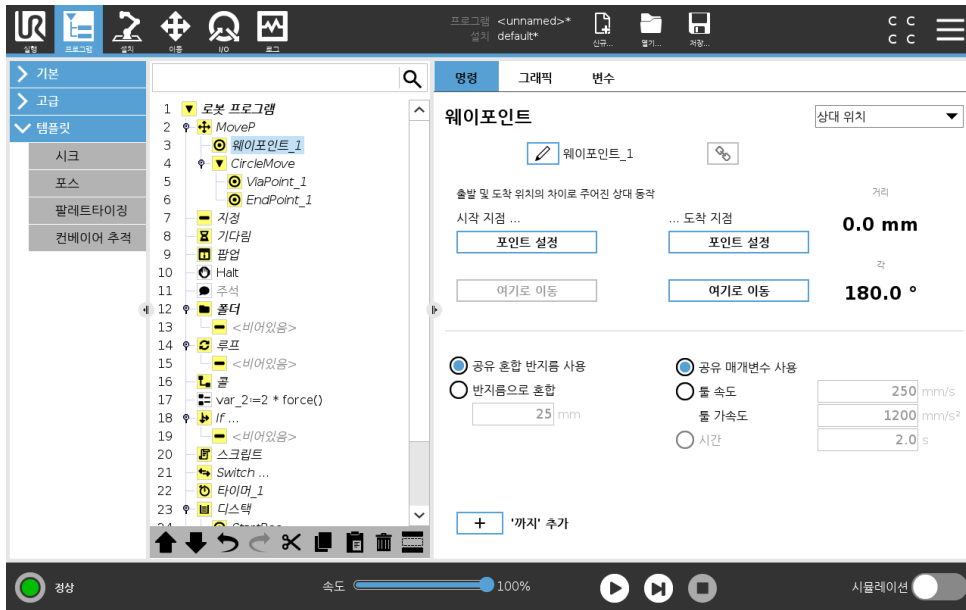 UR
실행 프로그램 설치 이동 I/O 로그
프로그램 <unnamed>*
설치 default*
신규... 열기... 저장...
C C
C C
기본
고급
템플릿
시크
포스
팔레트타이징
컨베이어 추적
1 로봇 프로그램
2 MoveP
3 웨이포인트_1
4 CircleMove
5 ViaPoint_1
6 EndPoint_1
7 지정
8 기다림
9 팝업
10 Halt
11 주석
12 폴더
13 <비어있음>
14 루프
15 <비어있음>
16 콜
17 var_2≔2 * force()
18 If ...
19 <비어있음>
20 스크립트
21 Switch ...
22 타이머_1
23 디스택
24 StartPos
명령 그래픽 변수
웨이포인트
상대 위치
웨이포인트_1
출발 및 도착 위치의 차이로 주어진 상대 동작
거리
시작 지점 ... ... 도착 지점
0.0 mm
포인트 설정 포인트 설정
각
여기로 이동 여기로 이동
180.0 °
공유 혼합 반지름 사용
반지름으로 혼합
25 mm
공유 매개변수 사용
툴 속도 250 mm/s
툴 가속도 1200 mm/s²
시간 2.0 s
+ '까지' 추가
정상
속도 100%
시뮬레이션